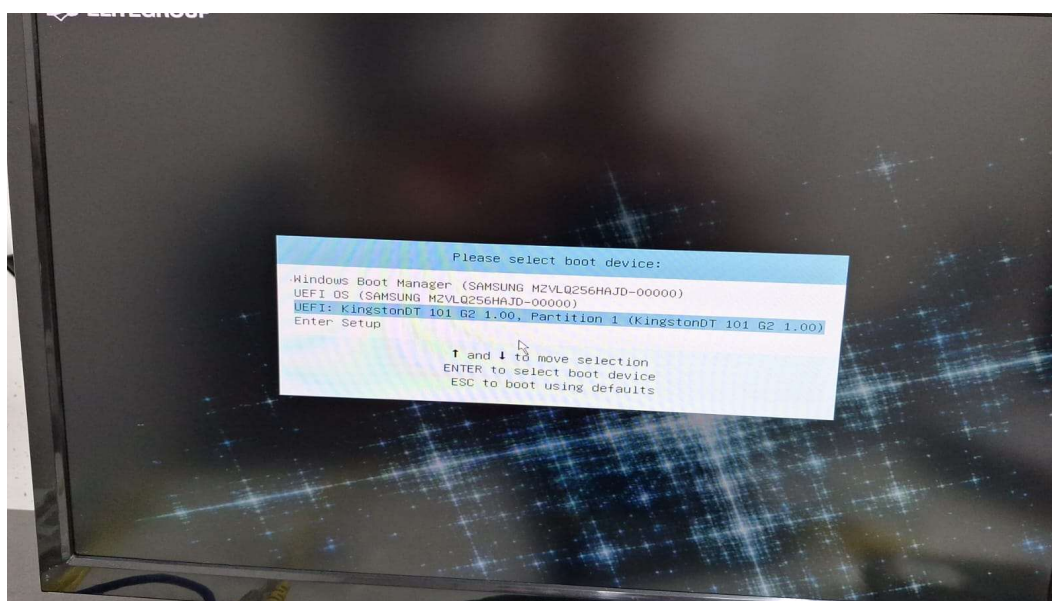 ELITEGROUP
Please select boot device:
Windows Boot Manager (SAMSUNG MZVLQ256HAJD-00000)
UEFI OS (SAMSUNG MZVLQ256HAJD-00000)
UEFI: KingstonDT 101 G2 1.00, Partition 1 (KingstonDT 101 G2 1.00)
Enter Setup
↑ and ↓ to move selection
ENTER to select boot device
ESC to boot using defaults